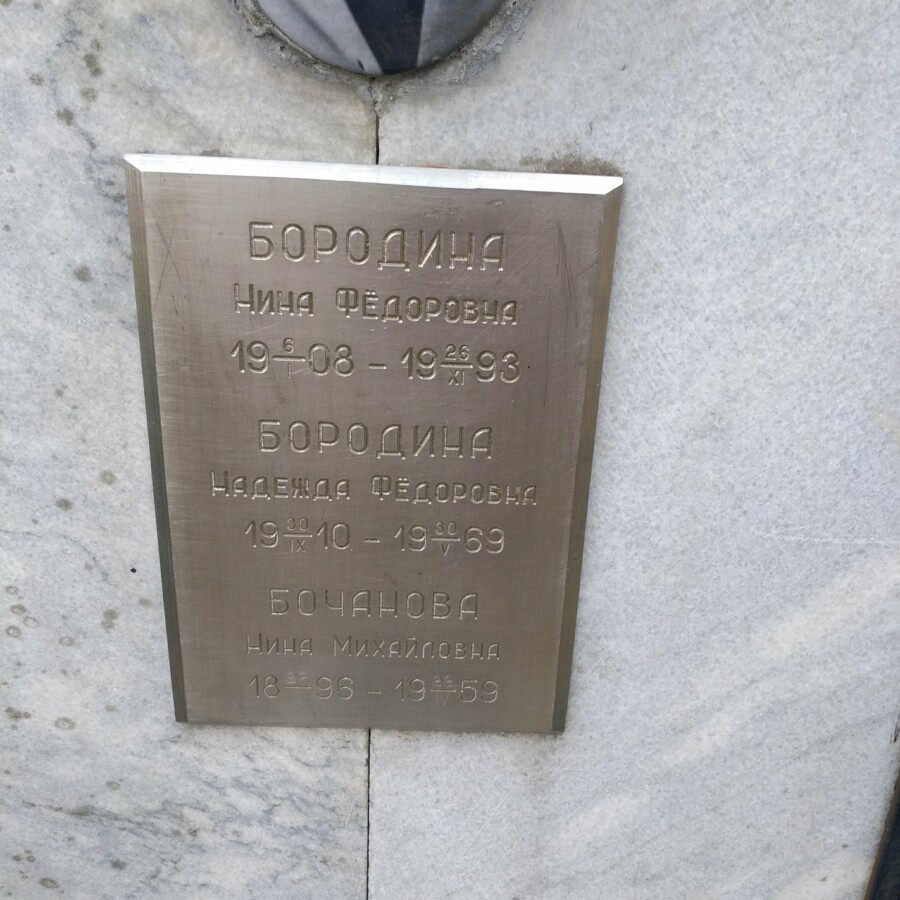 БОРОДИНА
НИНА ФЁДОРОВНА
19 6/I 08 – 19 26/XI 93
БОРОДИНА
НАДЕЖДА ФЁДОРОВНА
19 30/IX 10 – 19 30/V 69
БОЧАНОВА
НИНА МИХАЙЛОВНА
18 96 – 19 59